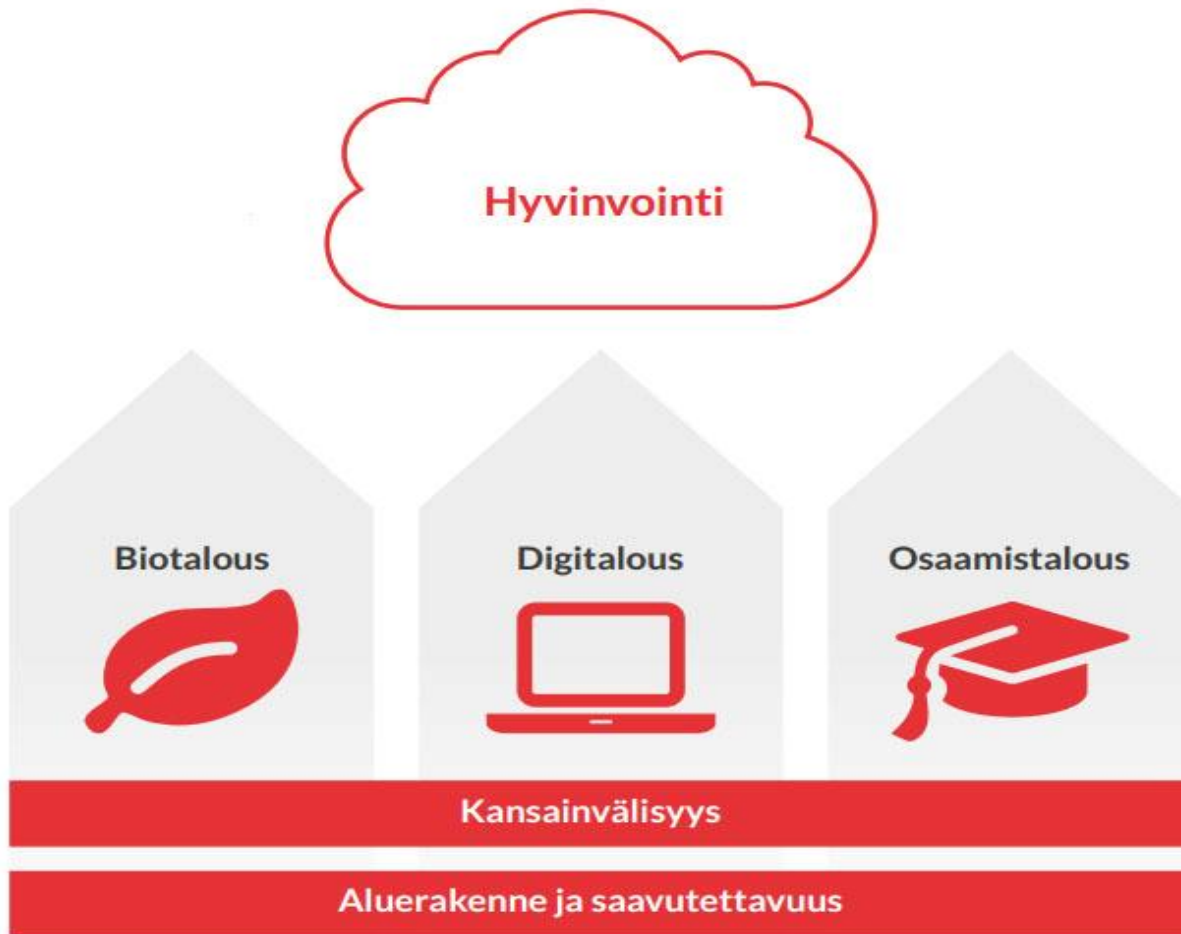 Hyvinvointi
Biotalous
Digitalous
Osaamistalous
Kansainvälisyys
Aluerakenne ja saavutettavuus